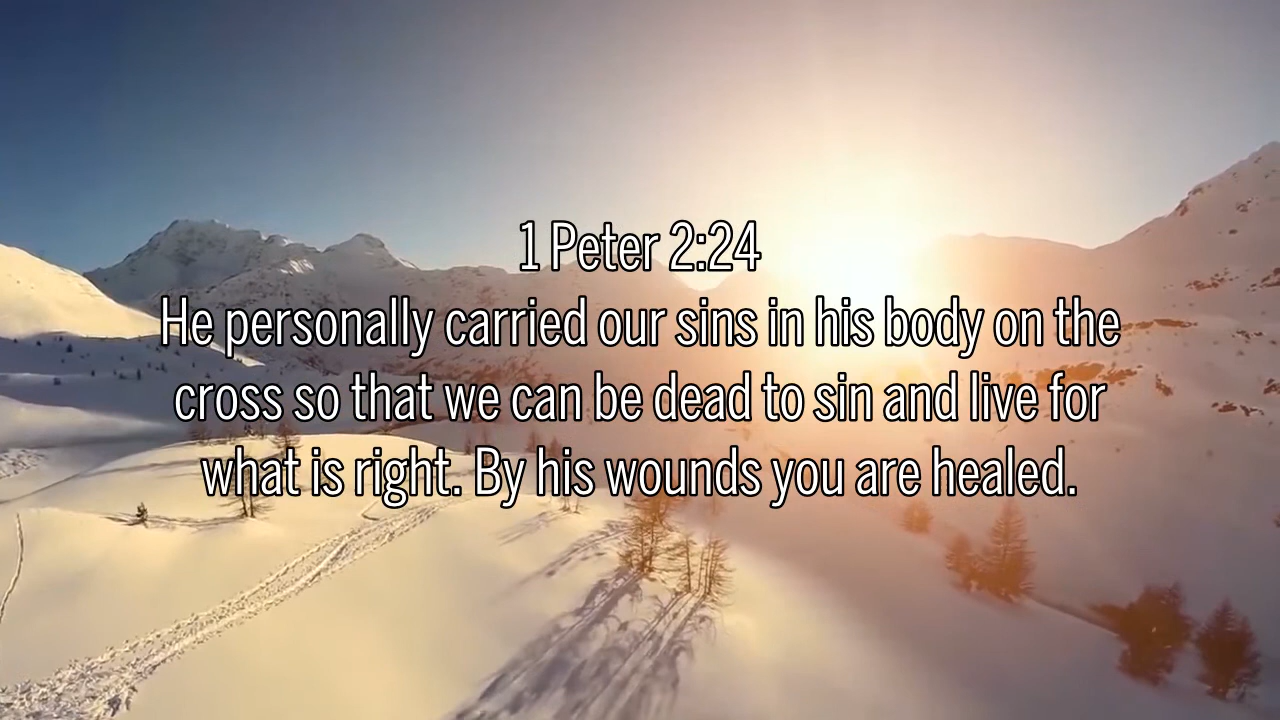 1 Peter 2:24
He personally carried our sins in his body on the
cross so that we can be dead to sin and live for
what is right. By his wounds you are healed.